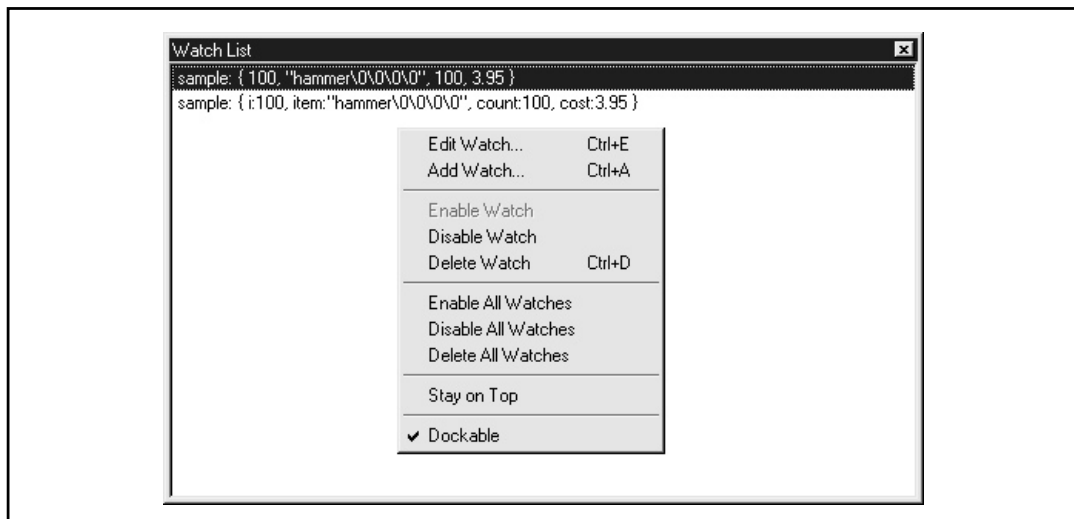 Watch List
sample: { 100, "hammer\0\0\0\0", 100, 3.95 }
sample: { i:100, item:"hammer\0\0\0\0", count:100, cost:3.95 }
Edit Watch... Ctrl+E
Add Watch... Ctrl+A
Enable Watch
Disable Watch
Delete Watch Ctrl+D
Enable All Watches
Disable All Watches
Delete All Watches
Stay on Top
Dockable